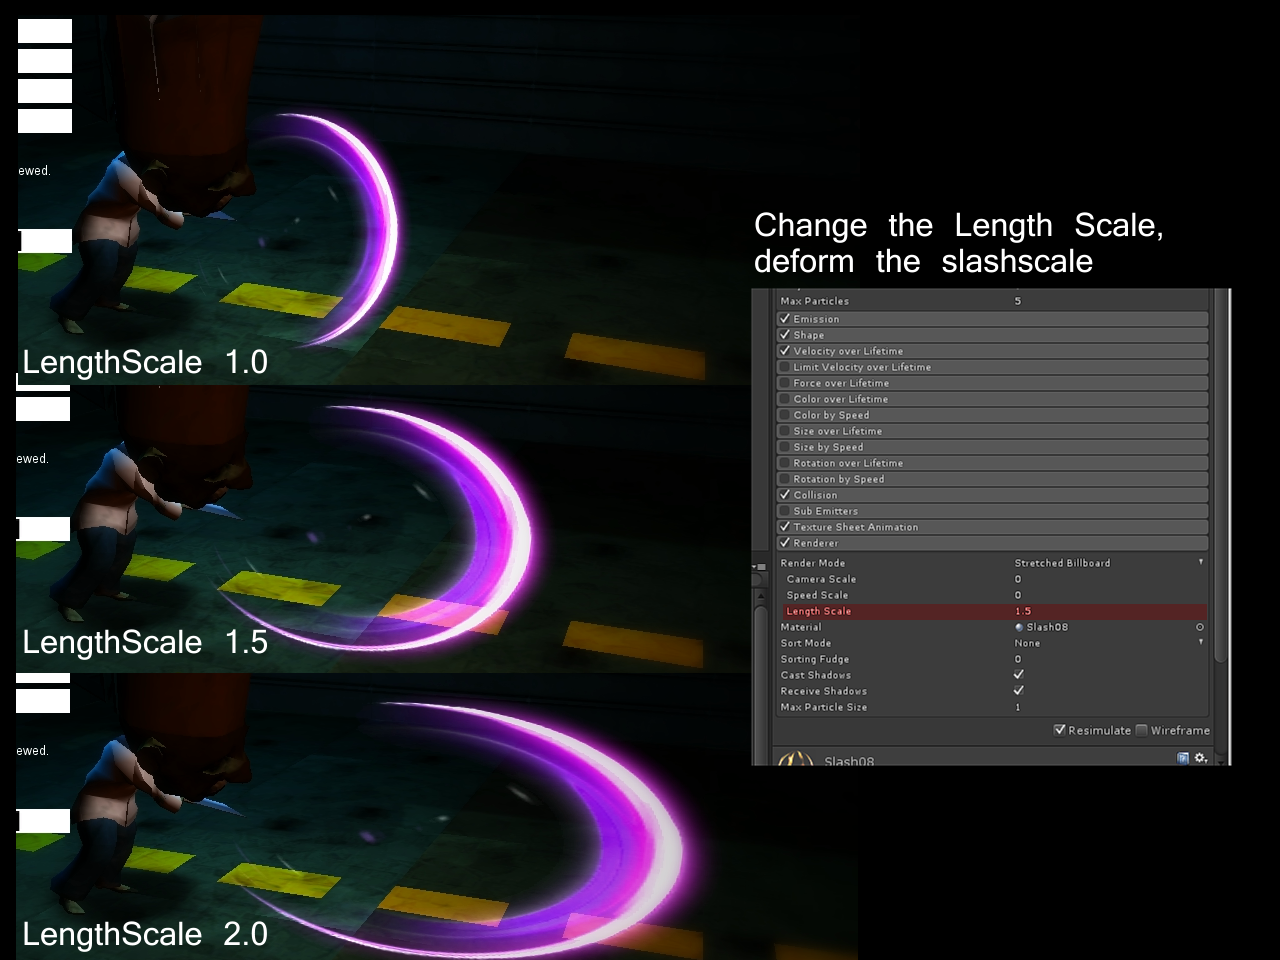 ewed.
LengthScale 1.0
ewed.
LengthScale 1.5
ewed.
LengthScale 2.0
Change the Length Scale,
deform the slashscale
Max Particles 5
Emission
Shape
Velocity over Lifetime
Limit Velocity over Lifetime
Force over Lifetime
Color over Lifetime
Color by Speed
Size over Lifetime
Size by Speed
Rotation over Lifetime
Rotation by Speed
Collision
Sub Emitters
Texture Sheet Animation
Renderer
Render Mode Stretched Billboard
Camera Scale 0
Speed Scale 0
Length Scale 1.5
Material Slash08
Sort Mode None
Sorting Fudge 0
Cast Shadows
Receive Shadows
Max Particle Size 1
Resimulate Wireframe
Slash08